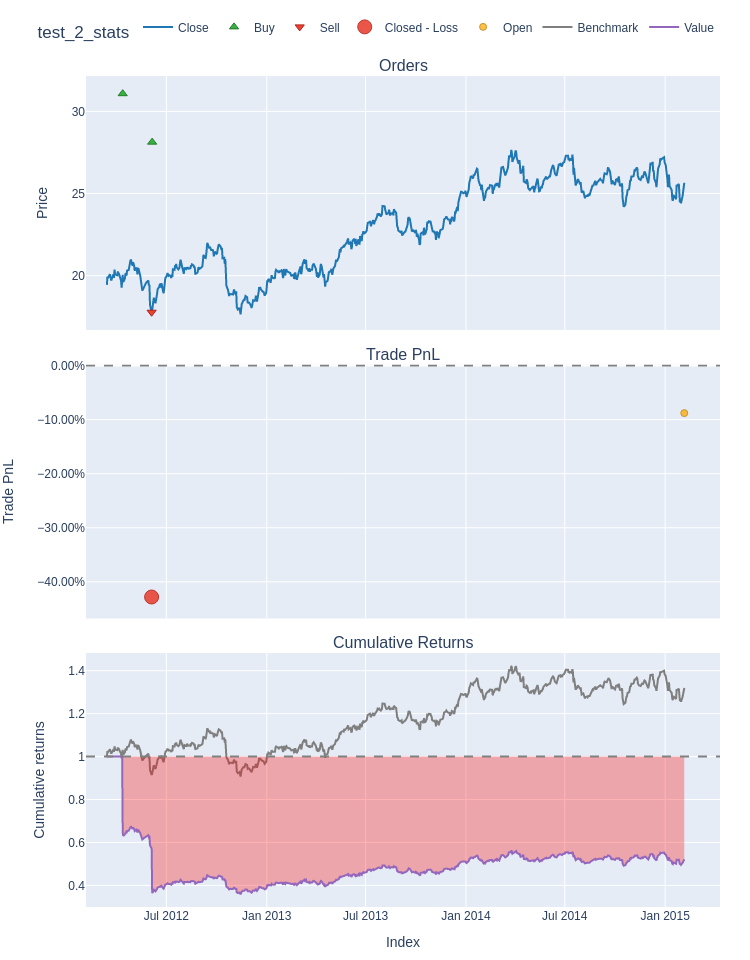 test_2_stats
Close
Buy
Sell
Closed - Loss
Open
Benchmark
Value
Orders
30
25
20
Price
Trade PnL
0.00%
−10.00%
−20.00%
−30.00%
−40.00%
Trade PnL
Cumulative Returns
1.4
1.2
1
0.8
0.6
0.4
Cumulative returns
Jul 2012
Jan 2013
Jul 2013
Jan 2014
Jul 2014
Jan 2015
Index